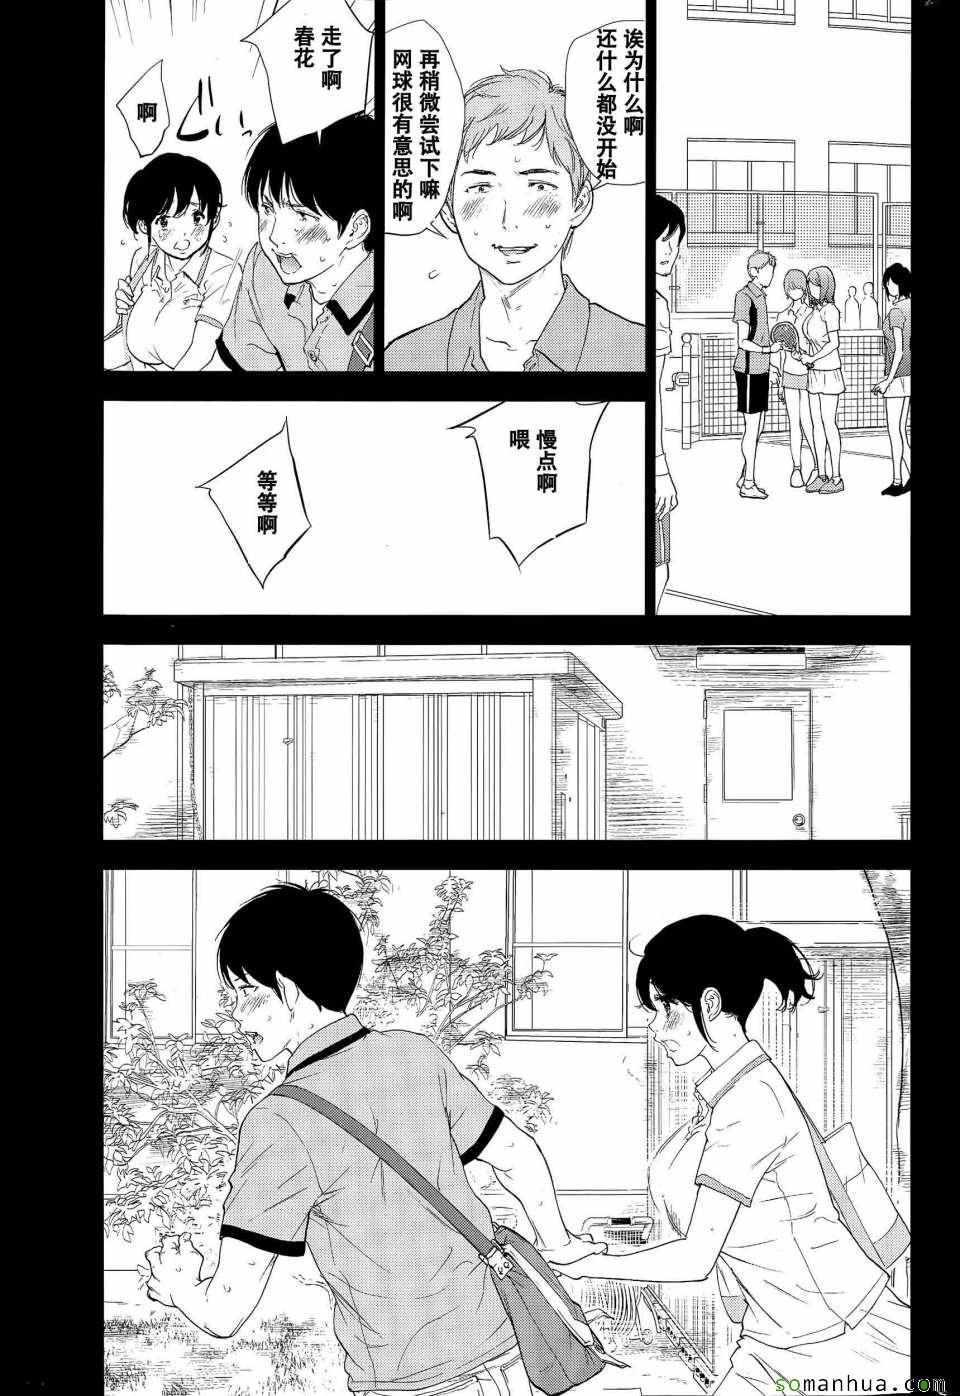 诶为什么啊
还什么都没开始
再稍微尝试下嘛
网球很有意思的啊
走了啊
春花
啊
慢点啊
喂
等等啊
somanhua.com